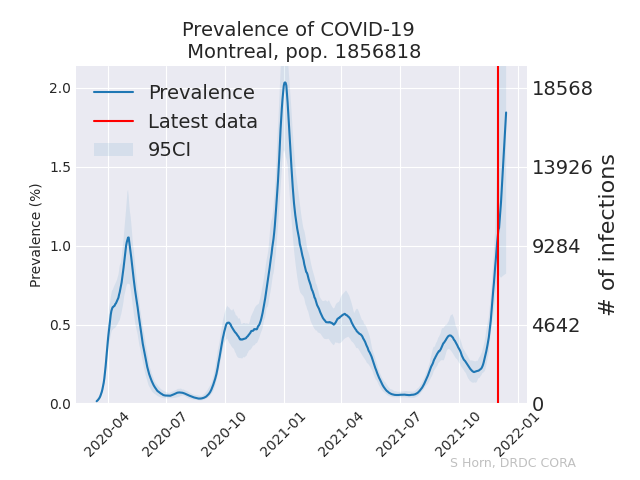 Prevalence of COVID-19
Montreal, pop. 1856818
Prevalence
Latest data
95CI
Prevalence (%)
2.0
1.5
1.0
0.5
0.0
18568
13926
9284
4642
0
# of infections
2020-04
2020-07
2020-10
2021-01
2021-04
2021-07
2021-10
2022-01
S Horn, DRDC CORA